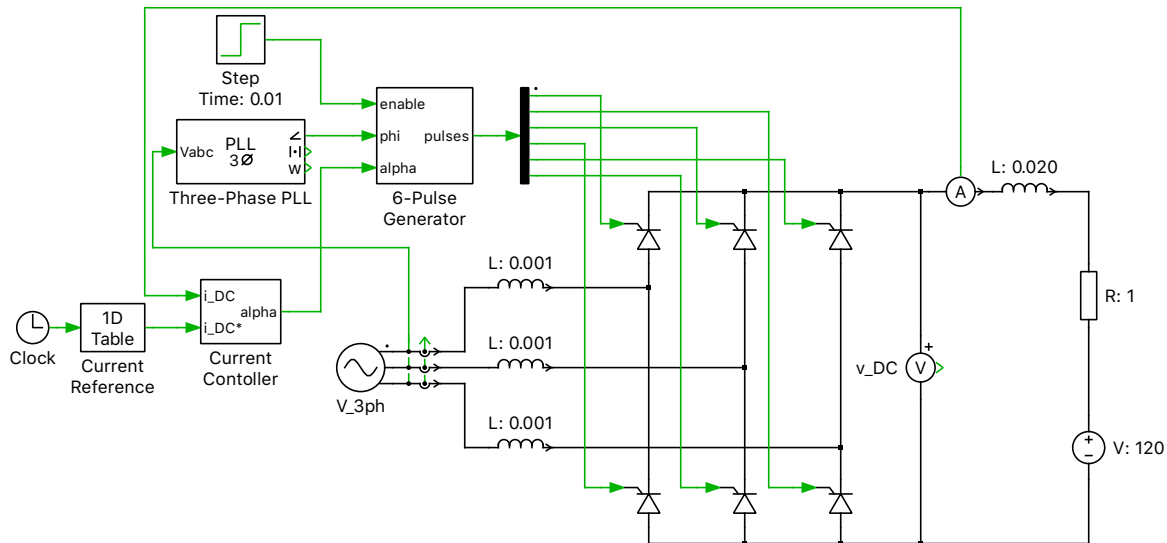 Step
Time: 0.01
enable
phi
alpha
pulses
6-Pulse
Generator
Vabc
PLL
3Ø
∠
|·|
w
Three-Phase PLL
L: 0.020
L: 0.001
L: 0.001
L: 0.001
R: 1
i_DC
i_DC*
alpha
Current
Contoller
1D
Table
Current
Reference
Clock
V_3ph
A
v_DC
V
+
+
−
V: 120